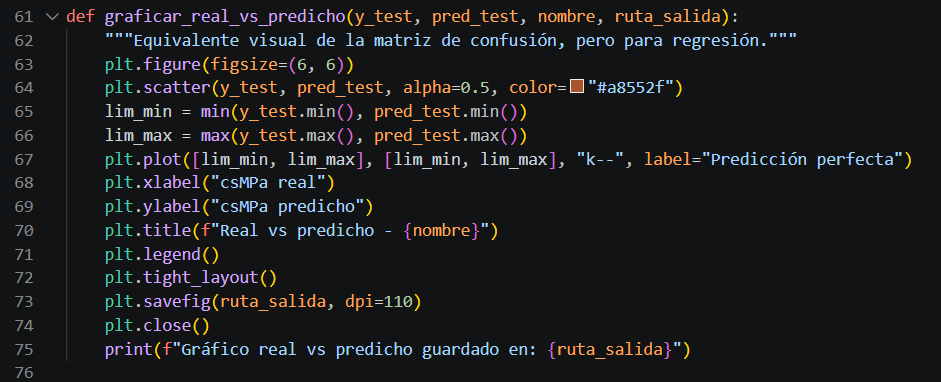 61 def graficar_real_vs_predicho(y_test, pred_test, nombre, ruta_salida):
62     """Equivalente visual de la matriz de confusión, pero para regresión."""
63     plt.figure(figsize=(6, 6))
64     plt.scatter(y_test, pred_test, alpha=0.5, color="#a8552f")
65     lim_min = min(y_test.min(), pred_test.min())
66     lim_max = max(y_test.max(), pred_test.max())
67     plt.plot([lim_min, lim_max], [lim_min, lim_max], "k--", label="Predicción perfecta")
68     plt.xlabel("csMPa real")
69     plt.ylabel("csMPa predicho")
70     plt.title(f"Real vs predicho - {nombre}")
71     plt.legend()
72     plt.tight_layout()
73     plt.savefig(ruta_salida, dpi=110)
74     plt.close()
75     print(f"Gráfico real vs predicho guardado en: {ruta_salida}")
76